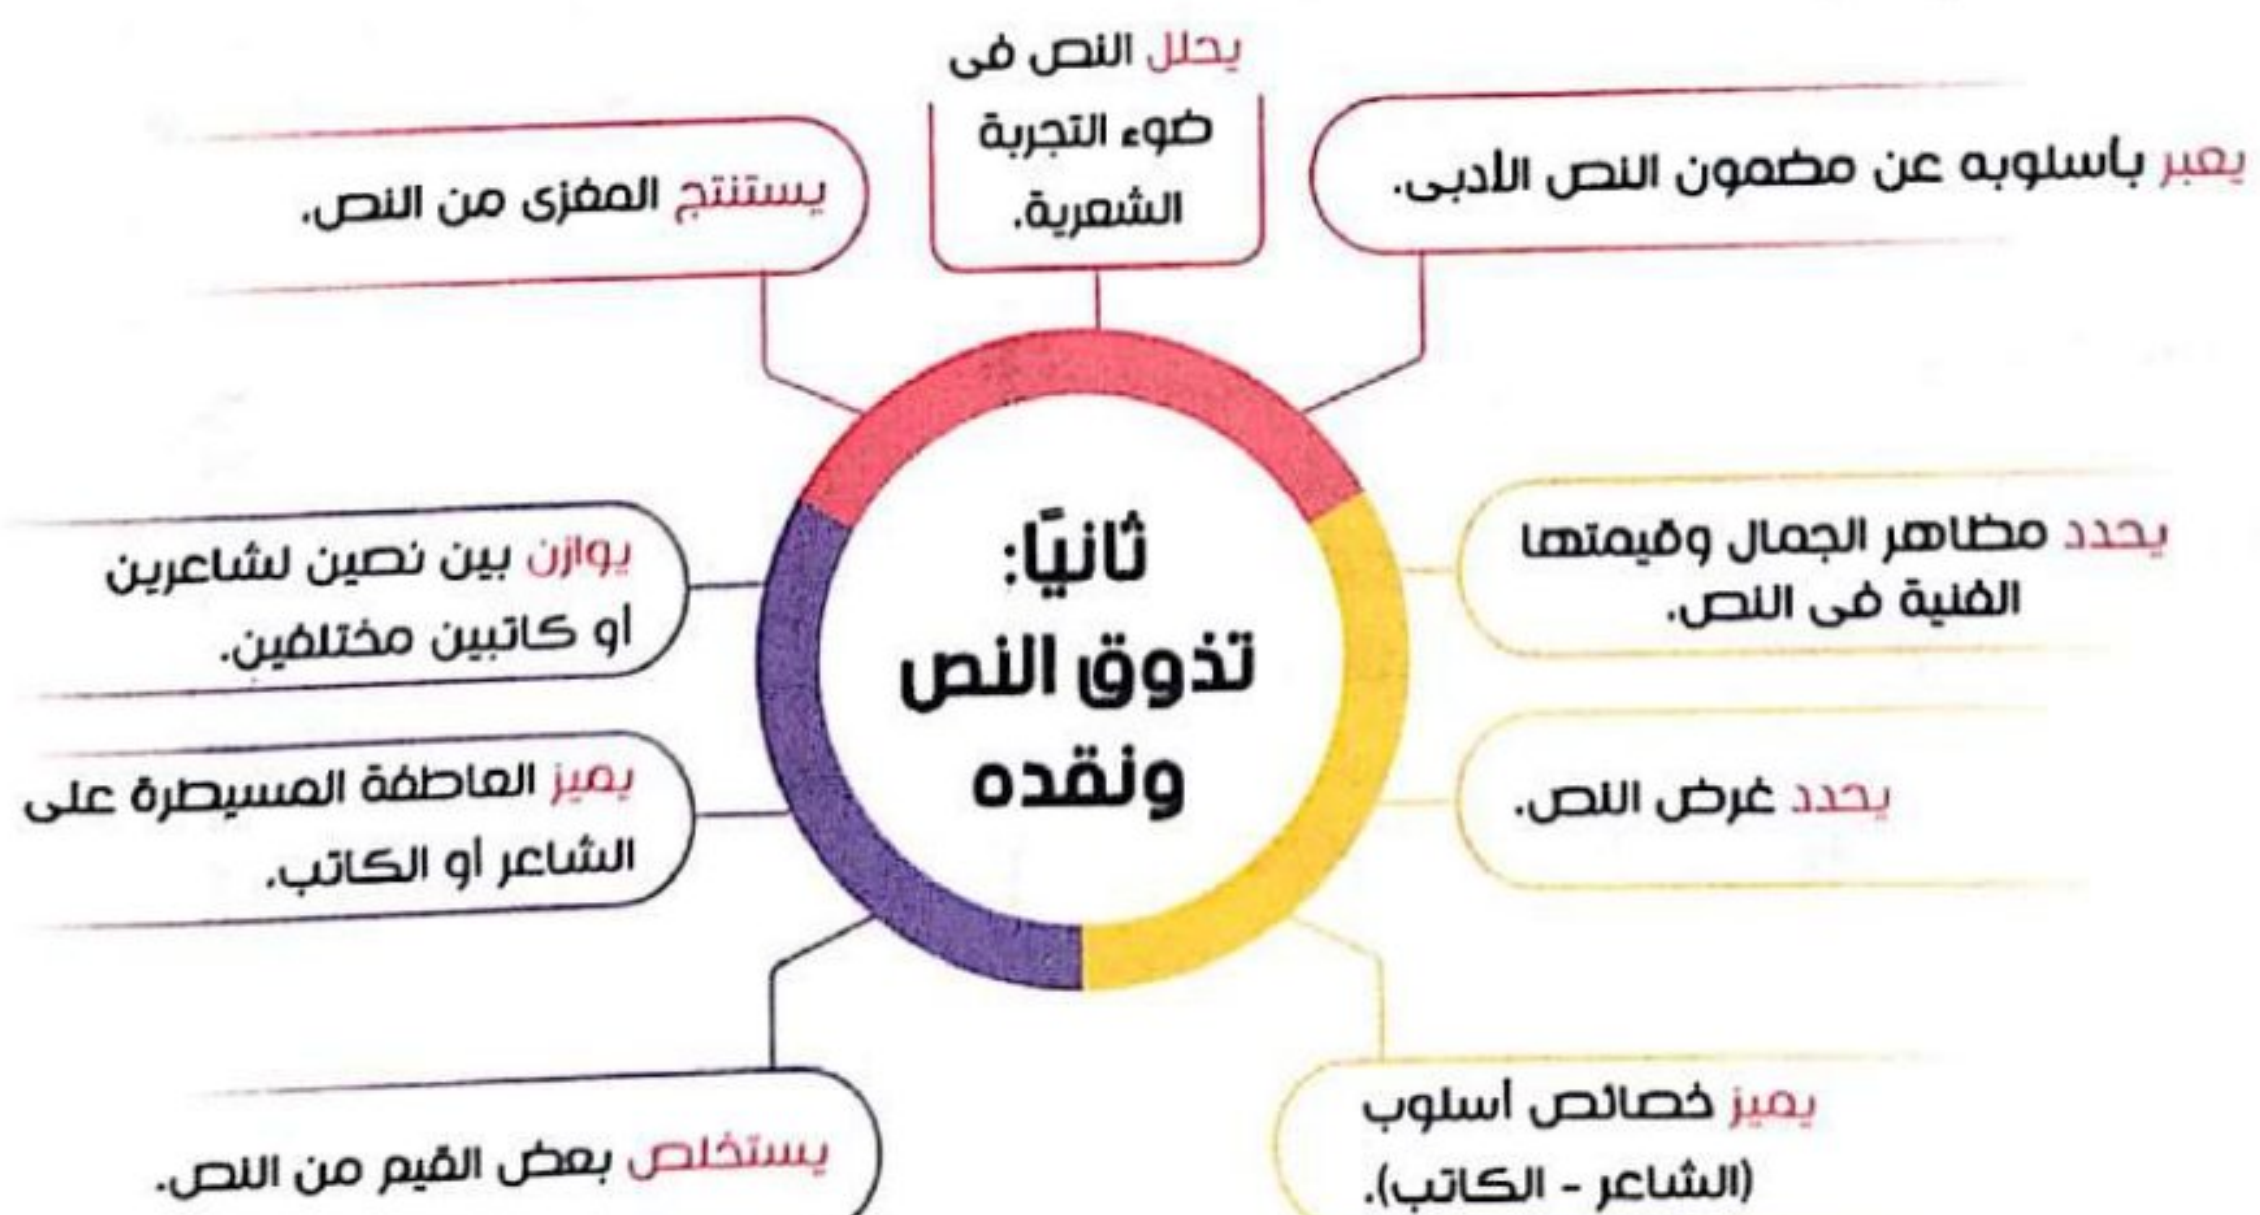 يعبر بأسلوبه عن مضمون النص الأدبى.
يحلل النص فى
ضوء التجربة
الشعرية.
يستنتج المغزى من النص.
ثانيًا:
تذوق النص
ونقده
يحدد مظاهر الجمال وقيمتها
الفنية فى النص.
يحدد غرض النص.
يميز خصائص أسلوب
(الشاعر - الكاتب).
يوازن بين نصين لشاعرين
أو كاتبين مختلفين.
يميز العاطفة المسيطرة على
الشاعر أو الكاتب.
يستخلص بعض القيم من النص.